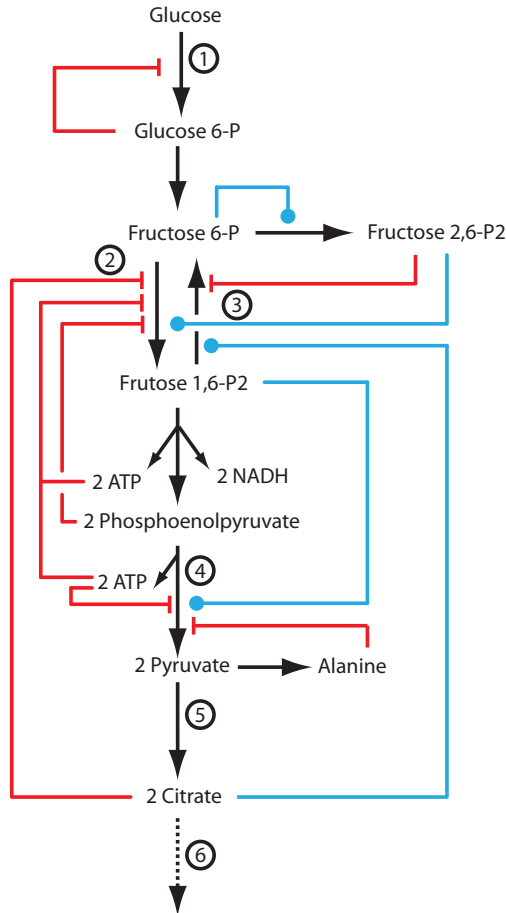 Glucose
1
Glucose 6-P
Fructose 6-P
Fructose 2,6-P2
2
3
Frutose 1,6-P2
2 ATP
2 NADH
2 Phosphoenolpyruvate
4
2 ATP
2 Pyruvate
Alanine
5
2 Citrate
6